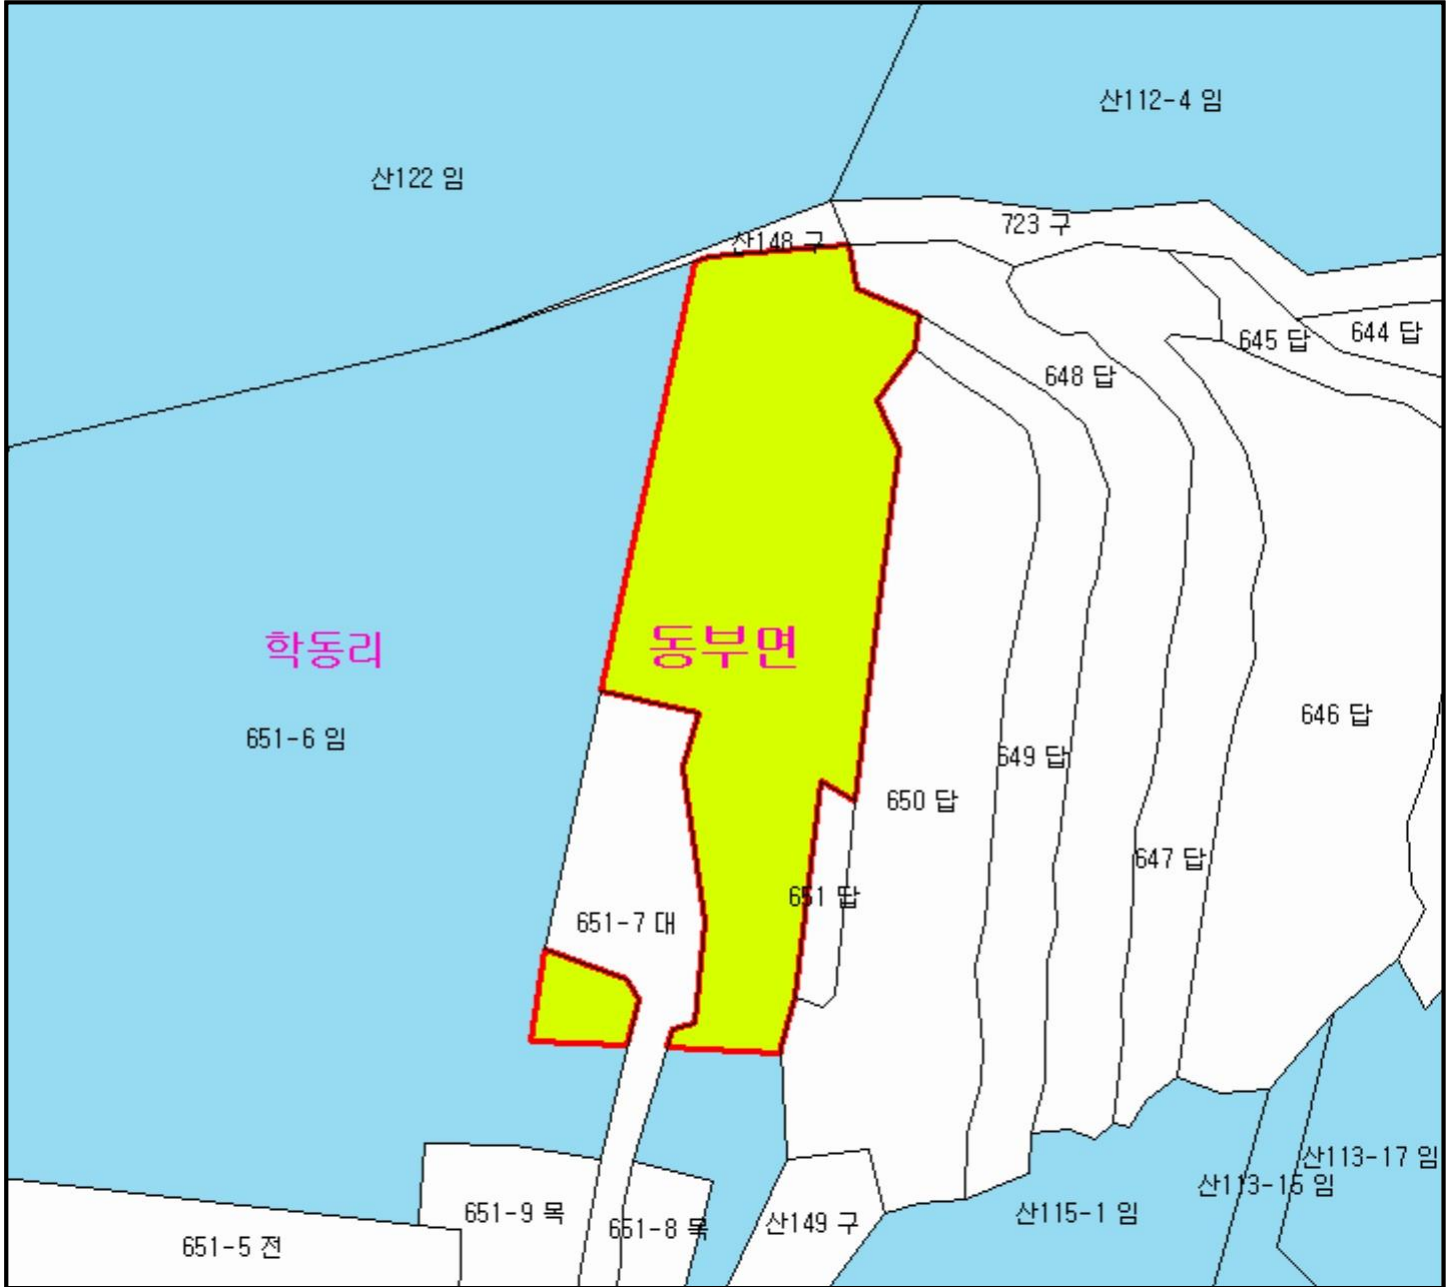 산112-4 임
산122 임
723 구
산148 구
645 답
644 답
648 답
학동리
동부면
646 답
651-6 임
649 답
650 답
647 답
651 답
651-7 대
산113-17 임
산113-15 임
651-9 목
651-8 목
산149 구
산115-1 임
651-5 전